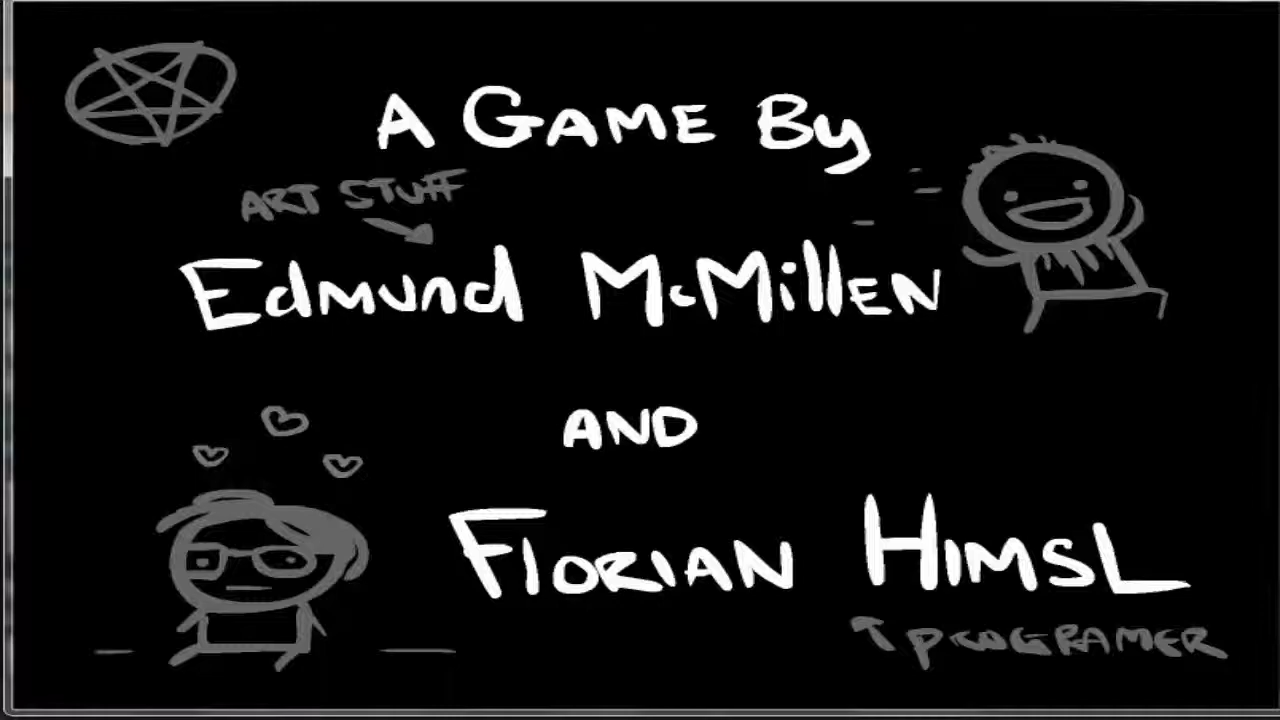 A GAME By
ART STUFF
Edmund McMillEN
AND
FlORIAN HIMSL
PROGRAMER